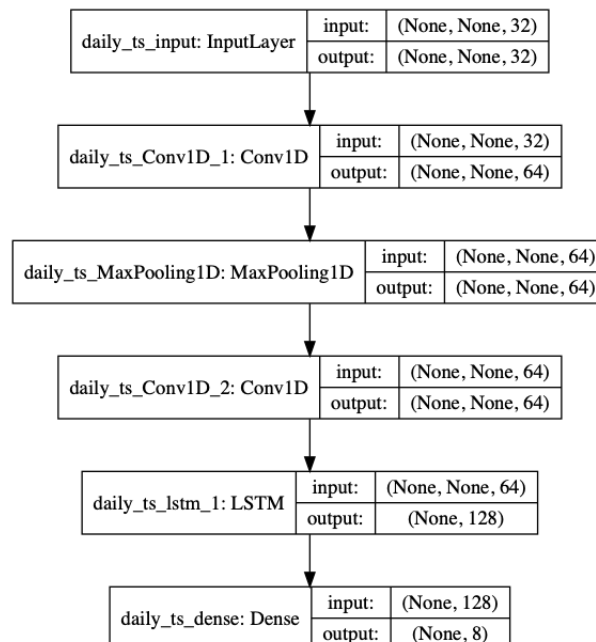 daily_ts_input: InputLayer
input: (None, None, 32)
output: (None, None, 32)
daily_ts_Conv1D_1: Conv1D
input: (None, None, 32)
output: (None, None, 64)
daily_ts_MaxPooling1D: MaxPooling1D
input: (None, None, 64)
output: (None, None, 64)
daily_ts_Conv1D_2: Conv1D
input: (None, None, 64)
output: (None, None, 64)
daily_ts_lstm_1: LSTM
input: (None, None, 64)
output: (None, 128)
daily_ts_dense: Dense
input: (None, 128)
output: (None, 8)